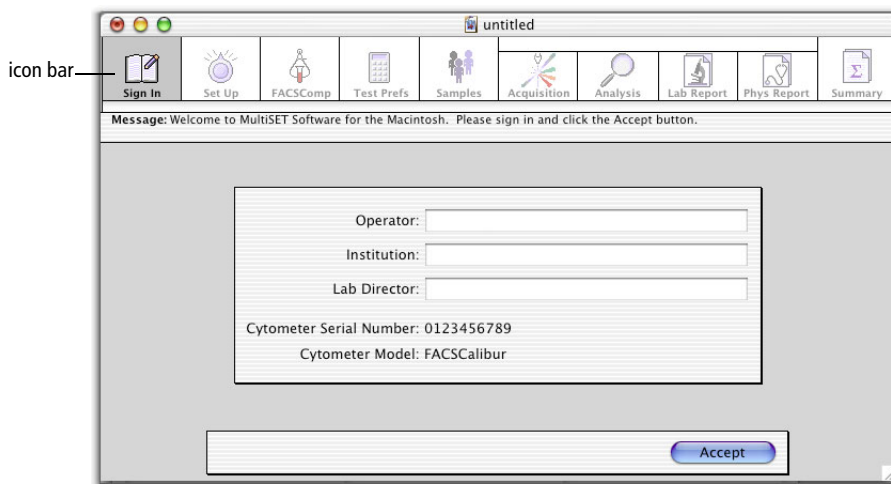 untitled
icon bar
Sign In Set Up FACSComp Test Prefs Samples Acquisition Analysis Lab Report Phys Report Summary
Message: Welcome to MultiSET Software for the Macintosh. Please sign in and click the Accept button.
Operator:
Institution:
Lab Director:
Cytometer Serial Number: 0123456789
Cytometer Model: FACSCalibur
Accept